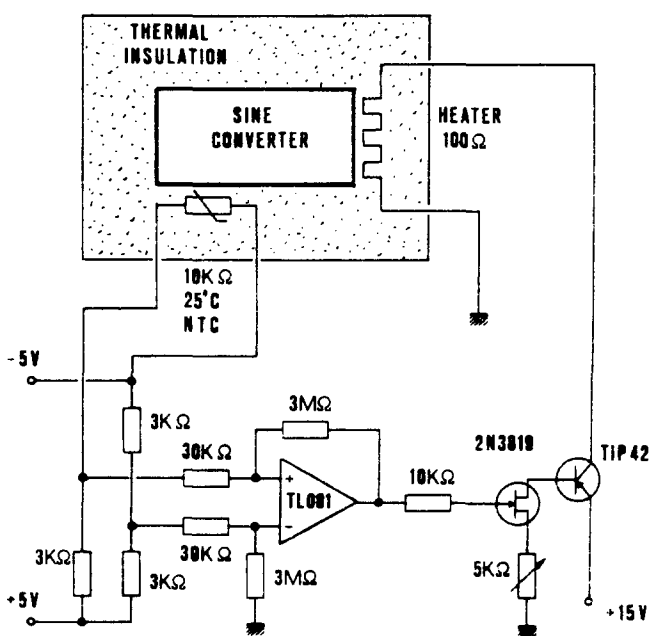 THERMAL
INSULATION
SINE
CONVERTER
HEATER
100Ω
10KΩ
25°C
NTC
-5V
3KΩ
3MΩ
30KΩ
2N3819
TiP42
10KΩ
+
TL081
-
30KΩ
3KΩ
3KΩ
3MΩ
5KΩ
+5V
+15V